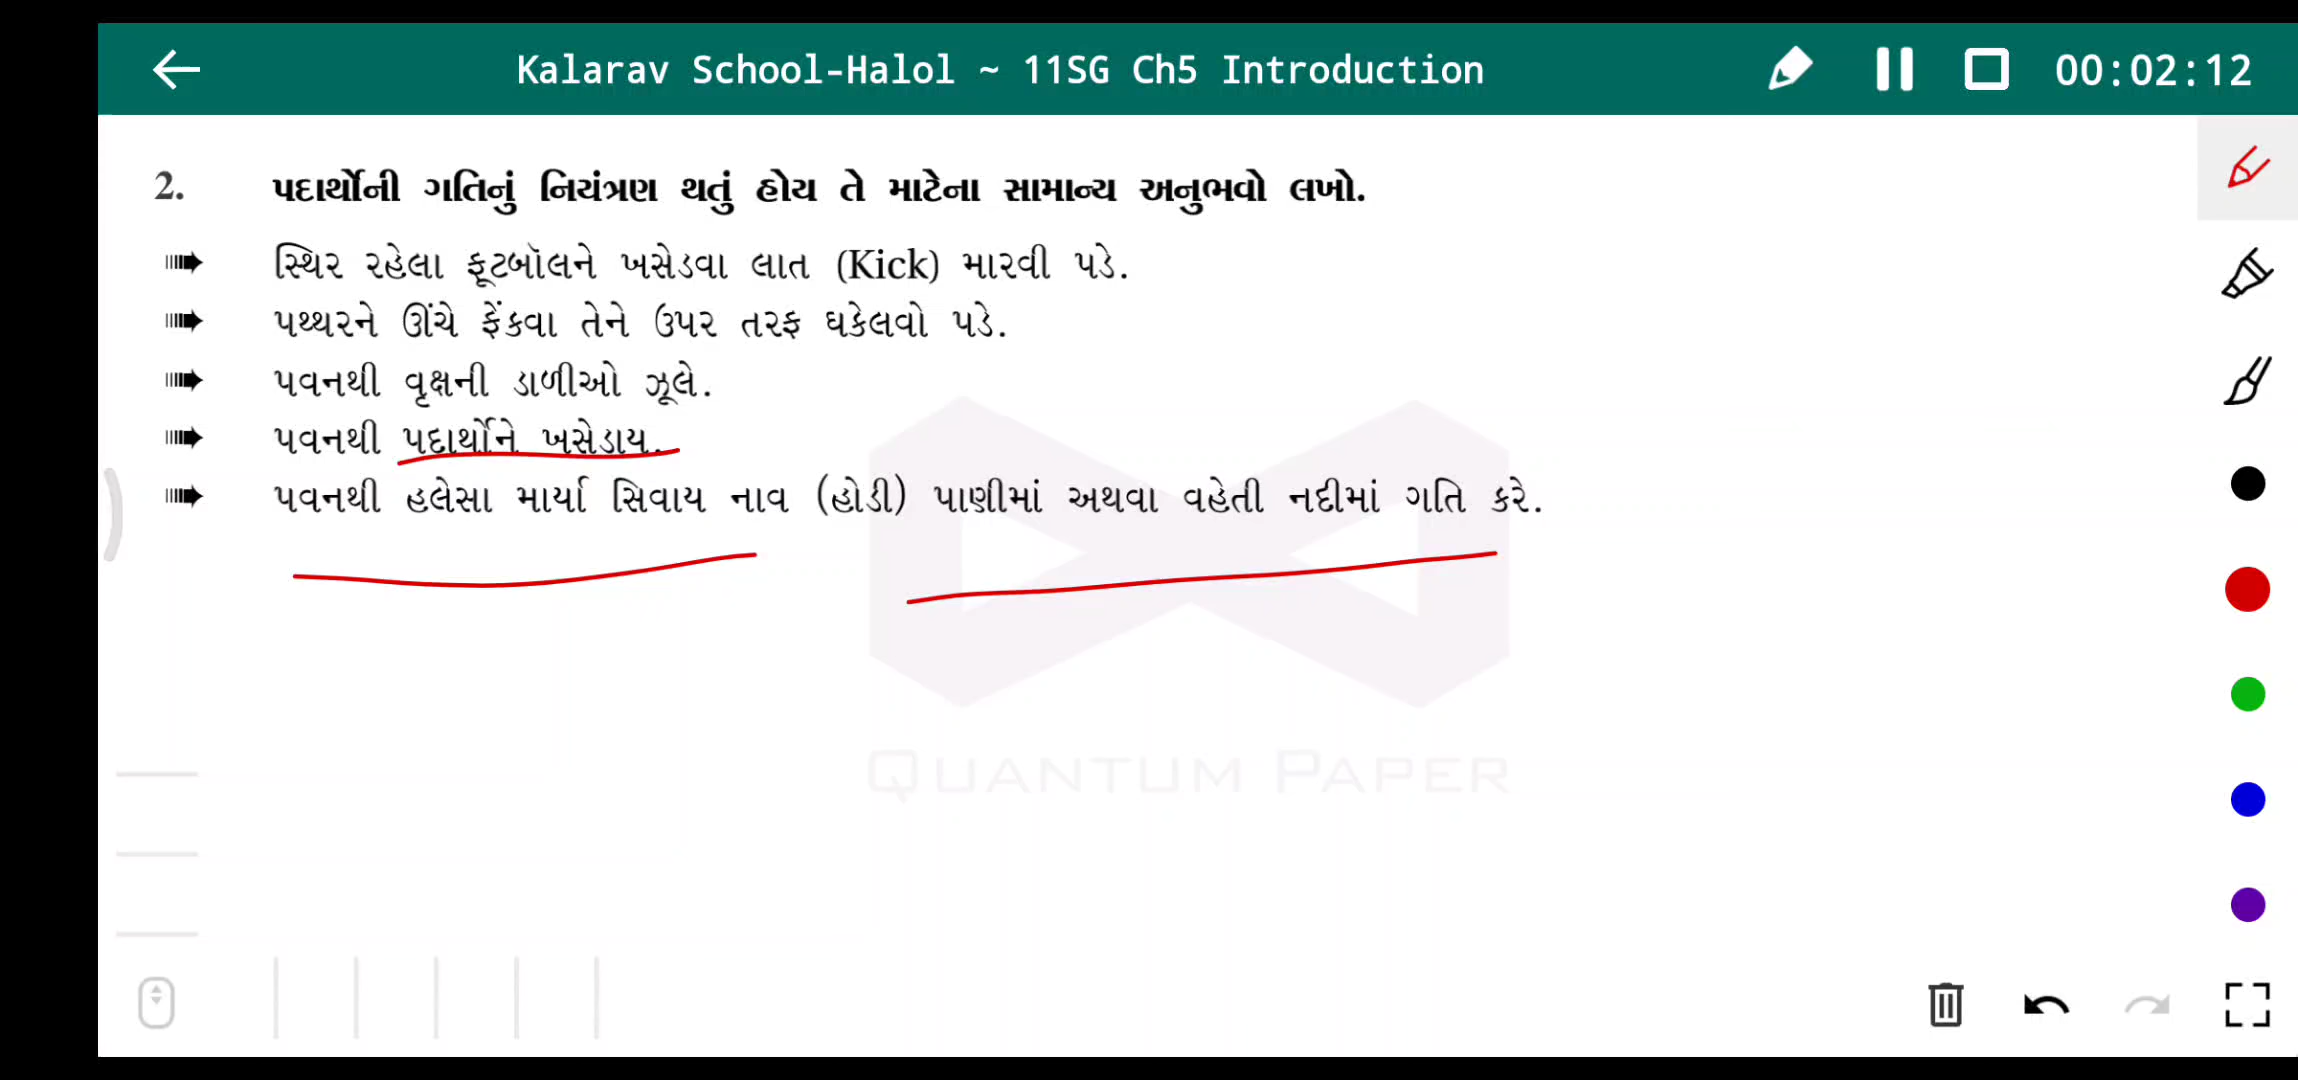 Kalarav School-Halol ~ 11SG Ch5 Introduction 00:02:12
2. પદાર્થોની ગતિનું નિયંત્રણ થતું હોય તે માટેના સામાન્ય અનુભવો લખો.
સ્થિર રહેલા ફૂટબૉલને ખસેડવા લાત (Kick) મારવી પડે.
પથ્થરને ઊંચે ફેંકવા તેને ઉપર તરફ ધકેલવો પડે.
પવનથી વૃક્ષની ડાળીઓ ઝૂલે.
પવનથી પદાર્થોને ખસેડાય.
પવનથી હલેસા માર્યા સિવાય નાવ (હોડી) પાણીમાં અથવા વહેતી નદીમાં ગતિ કરે.
QUANTUM PAPER